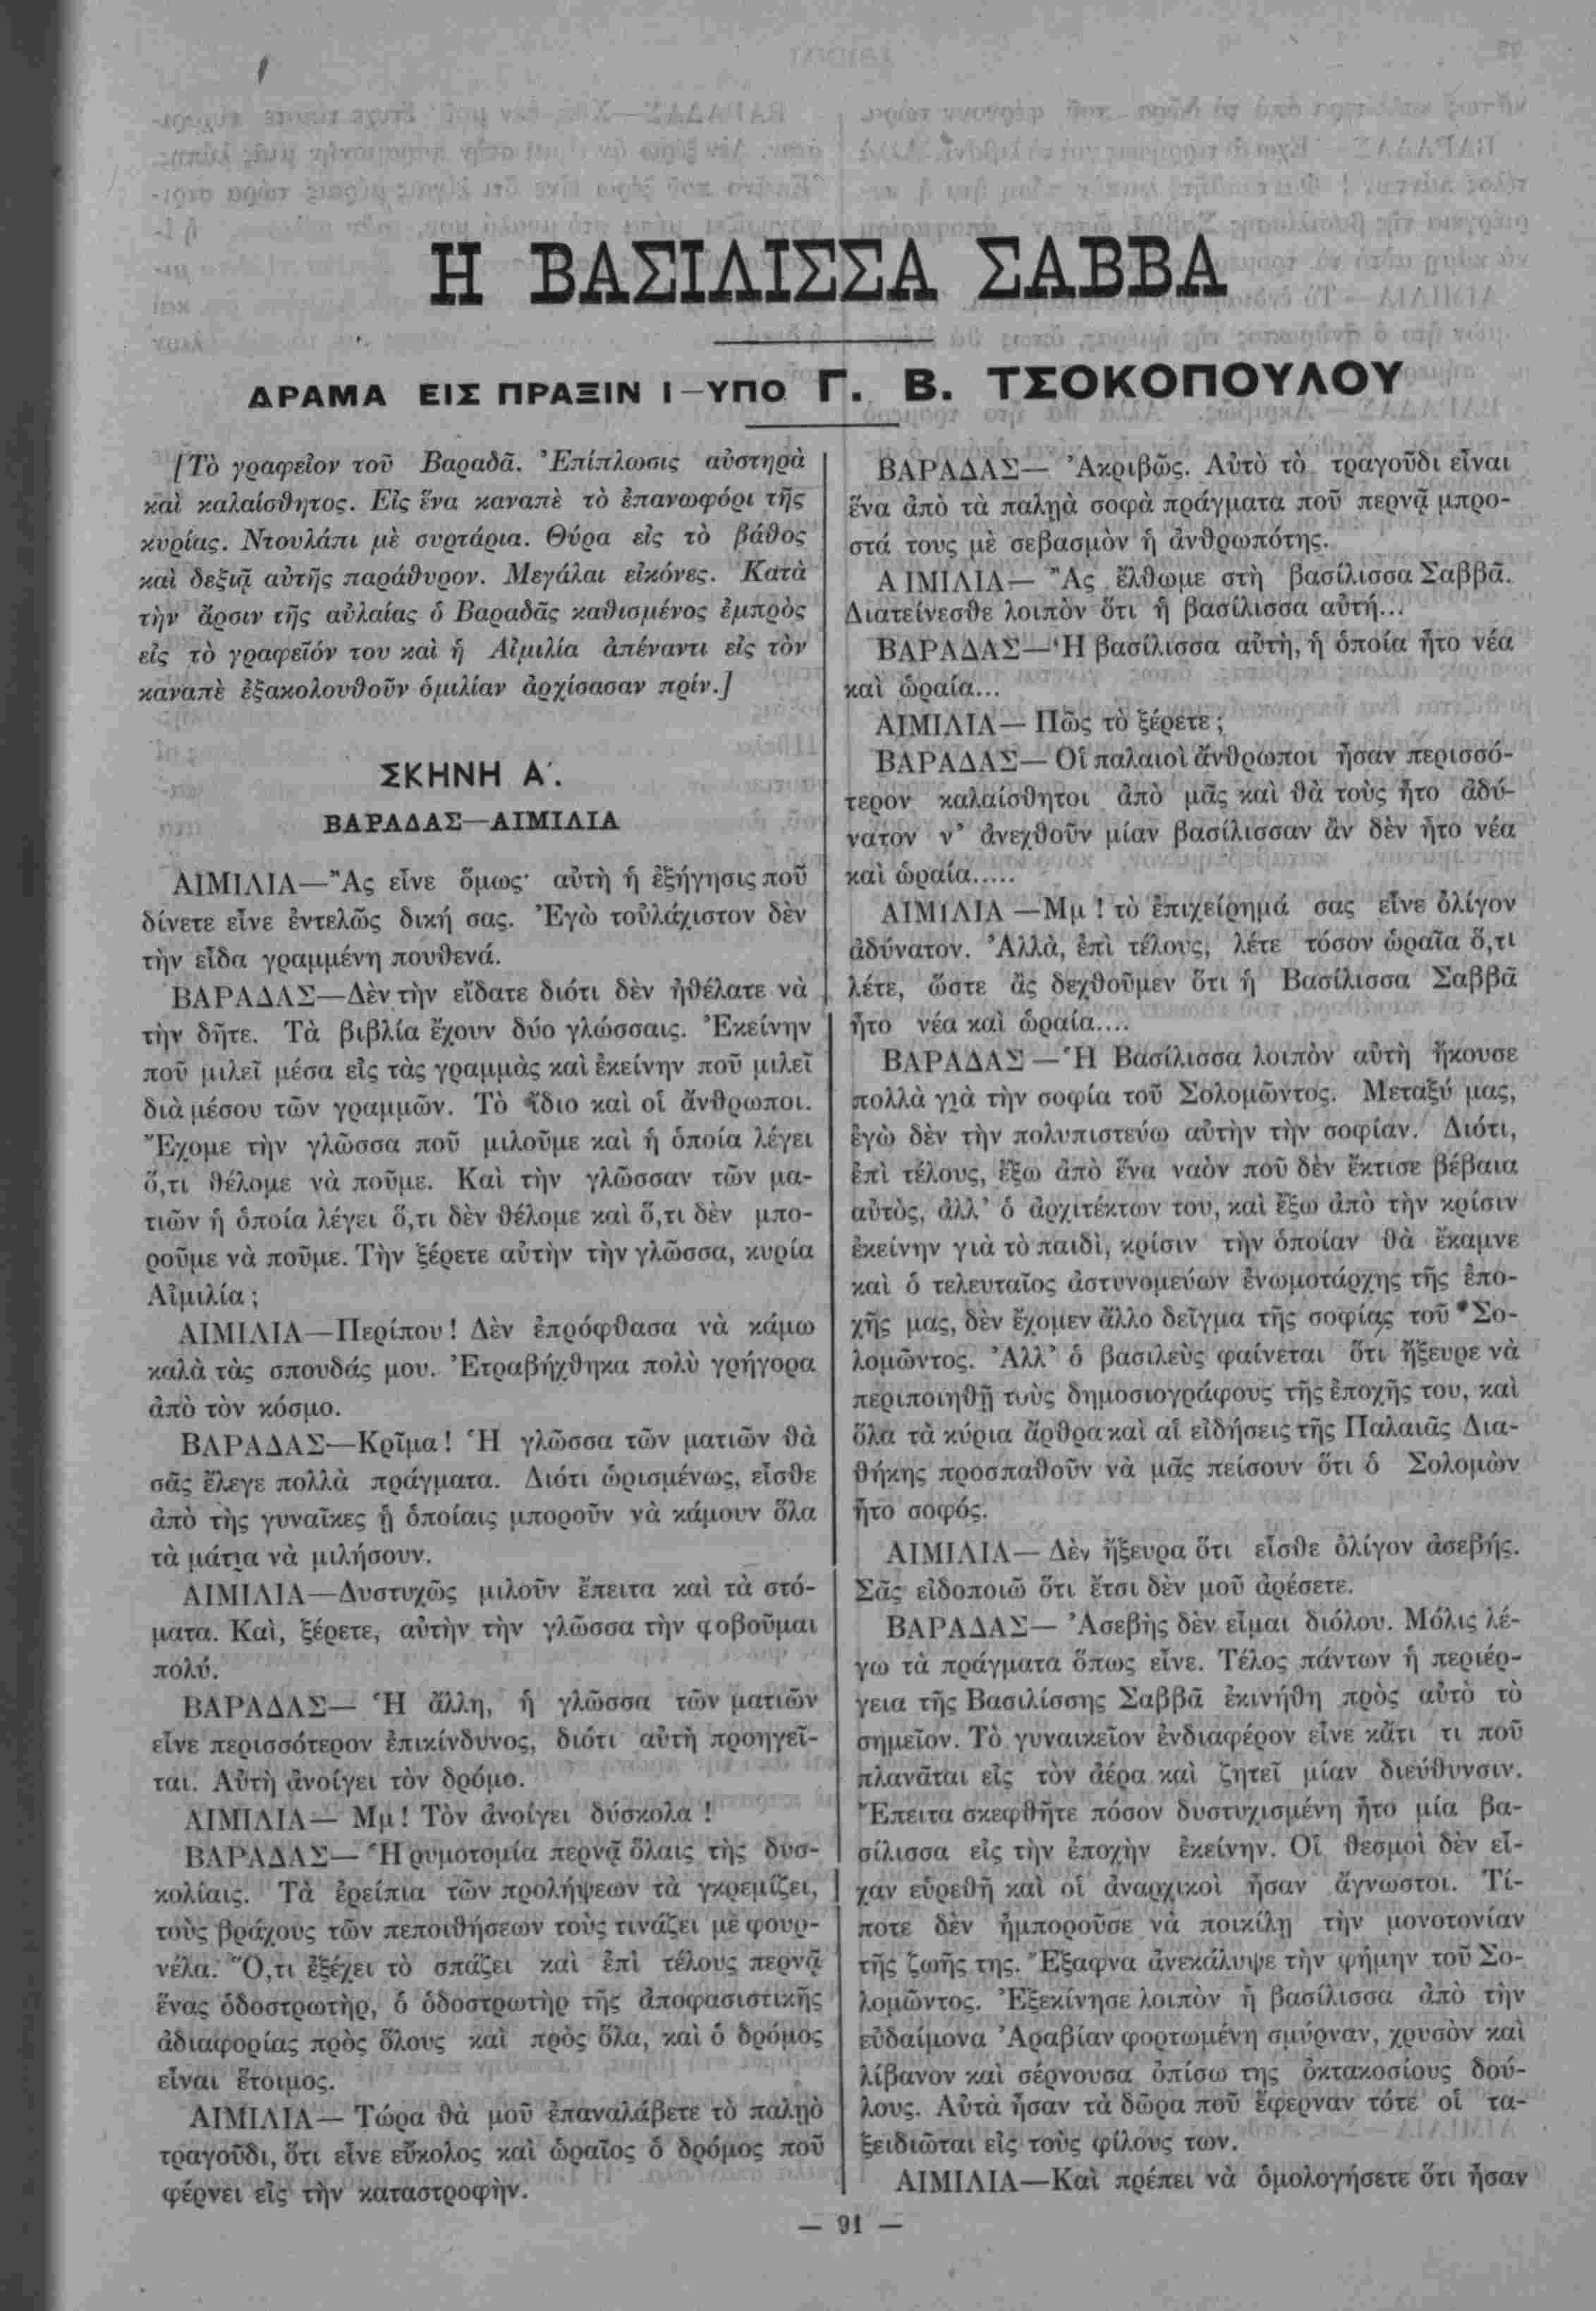 Η ΒΑΣΙΛΙΣΣΑ ΣΑΒΒΑ
ΔΡΑΜΑ ΕΙΣ ΠΡΑΞΙΝ Ι—ΥΠΟ Γ. Β. ΤΣΟΚΟΠΟΥΛΟΥ
[Τὸ γραφεῖον τοῦ Βαραδᾶ. Ἐπίπλωσις αὐστηρὰ
καὶ καλαίσθητος. Εἰς ἕνα καναπὲ τὸ ἐπανωφόρι τῆς
κυρίας. Ντουλάπι μὲ συρτάρια. Θύρα εἰς τὸ βάθος
καὶ δεξιᾷ αὐτῆς παράθυρον. Μεγάλαι εἰκόνες. Κατὰ
τὴν ἄρσιν τῆς αὐλαίας ὁ Βαραδᾶς καθισμένος ἐμπρὸς
εἰς τὸ γραφεῖόν του καὶ ἡ Αἰμιλία ἀπέναντι εἰς τὸν
καναπὲ ἐξακολουθοῦν ὁμιλίαν ἀρχίσασαν πρίν.]
ΣΚΗΝΗ Α΄.
ΒΑΡΑΔΑΣ—ΑΙΜΙΛΙΑ
ΑΙΜΙΛΙΑ—Ἂς εἶνε ὅμως· αὐτὴ ἡ ἐξήγησις ποῦ
δίνετε εἶνε ἐντελῶς δική σας. Ἐγὼ τοὐλάχιστον δὲν
τὴν εἶδα γραμμένη πουθενά.
ΒΑΡΑΔΑΣ—Δὲν τὴν εἴδατε διότι δὲν ἠθέλατε νὰ
τὴν δῆτε. Τὰ βιβλία ἔχουν δύο γλώσσαις. Ἐκείνην
ποῦ μιλεῖ μέσα εἰς τὰς γραμμὰς καὶ ἐκείνην ποῦ μιλεῖ
διὰ μέσου τῶν γραμμῶν. Τὸ ἴδιο καὶ οἱ ἄνθρωποι.
Ἔχομε τὴν γλῶσσα ποῦ μιλοῦμε καὶ ἡ ὁποία λέγει
ὅ,τι θέλομε νὰ ποῦμε. Καὶ τὴν γλῶσσαν τῶν μα-
τιῶν ἡ ὁποία λέγει ὅ,τι δὲν θέλομε καὶ ὅ,τι δὲν μπο-
ροῦμε νὰ ποῦμε. Τὴν ξέρετε αὐτὴν τὴν γλῶσσα, κυρία
Αἰμιλία;
ΑΙΜΙΛΙΑ—Περίπου! Δὲν ἐπρόφθασα νὰ κάμω
καλὰ τὰς σπουδάς μου. Ἐτραβήχθηκα πολὺ γρήγορα
ἀπὸ τὸν κόσμο.
ΒΑΡΑΔΑΣ—Κρῖμα! Ἡ γλῶσσα τῶν ματιῶν θὰ
σᾶς ἔλεγε πολλὰ πράγματα. Διότι ὡρισμένως, εἶσθε
ἀπὸ τὴς γυναῖκες ᾑ ὁποίαις μποροῦν νὰ κάμουν ὅλα
τὰ μάτια νὰ μιλήσουν.
ΑΙΜΙΛΙΑ—Δυστυχῶς μιλοῦν ἔπειτα καὶ τὰ στό-
ματα. Καὶ, ξέρετε, αὐτὴν τὴν γλῶσσα τὴν φοβοῦμαι
πολύ.
ΒΑΡΑΔΑΣ— Ἡ ἄλλη, ἡ γλῶσσα τῶν ματιῶν
εἶνε περισσότερον ἐπικίνδυνος, διότι αὐτὴ προηγεῖ-
ται. Αὐτὴ ἀνοίγει τὸν δρόμο.
ΑΙΜΙΛΙΑ— Μμ! Τὸν ἀνοίγει δύσκολα!
ΒΑΡΑΔΑΣ— Ἡ ρυμοτομία περνᾷ ὅλαις τὴς δυσ-
κολίαις. Τὰ ἐρείπια τῶν προλήψεων τὰ γκρεμίζει,
τοὺς βράχους τῶν πεποιθήσεων τοὺς τινάζει μὲ φουρ-
νέλα. Ὅ,τι ἐξέχει τὸ σπάζει καὶ ἐπὶ τέλους περνᾷ
ἕνας ὁδοστρωτὴρ, ὁ ὁδοστρωτὴρ τῆς ἀποφασιστικῆς
ἀδιαφορίας πρὸς ὅλους καὶ πρὸς ὅλα, καὶ ὁ δρόμος
εἶναι ἕτοιμος.
ΑΙΜΙΛΙΑ— Τώρα θὰ μοῦ ἐπαναλάβετε τὸ παλῃὸ
τραγοῦδι, ὅτι εἶνε εὔκολος καὶ ὡραῖος ὁ δρόμος ποῦ
φέρνει εἰς τὴν καταστροφήν.
ΒΑΡΑΔΑΣ— Ἀκριβῶς. Αὐτὸ τὸ τραγοῦδι εἶναι
ἕνα ἀπὸ τὰ παλῃὰ σοφὰ πράγματα ποῦ περνᾷ μπρο-
στά τους μὲ σεβασμὸν ἡ ἀνθρωπότης.
ΑΙΜΙΛΙΑ— Ἂς ἔλθωμε στὴ βασίλισσα Σαββᾶ.
Διατείνεσθε λοιπὸν ὅτι ἡ βασίλισσα αὐτή...
ΒΑΡΑΔΑΣ—Ἡ βασίλισσα αὐτὴ, ἡ ὁποία ἦτο νέα
καὶ ὡραία...
ΑΙΜΙΛΙΑ— Πῶς τὸ ξέρετε;
ΒΑΡΑΔΑΣ— Οἱ παλαιοὶ ἄνθρωποι ἦσαν περισσό-
τερον καλαίσθητοι ἀπὸ μᾶς καὶ θὰ τοὺς ἦτο ἀδύ-
νατον ν' ἀνεχθοῦν μίαν βασίλισσαν ἂν δὲν ἦτο νέα
καὶ ὡραία.....
ΑΙΜΙΛΙΑ —Μμ! τὸ ἐπιχείρημά σας εἶνε ὀλίγον
ἀδύνατον. Ἀλλὰ, ἐπὶ τέλους, λέτε τόσον ὡραῖα ὅ,τι
λέτε, ὥστε ἂς δεχθοῦμεν ὅτι ἡ Βασίλισσα Σαββᾶ
ἦτο νέα καὶ ὡραία....
ΒΑΡΑΔΑΣ —Ἡ Βασίλισσα λοιπὸν αὐτὴ ἤκουσε
πολλὰ γιὰ τὴν σοφία τοῦ Σολομῶντος. Μεταξύ μας,
ἐγὼ δὲν τὴν πολυπιστεύω αὐτὴν τὴν σοφίαν. Διότι,
ἐπὶ τέλους, ἔξω ἀπὸ ἕνα ναὸν ποῦ δὲν ἔκτισε βέβαια
αὐτὸς, ἀλλ' ὁ ἀρχιτέκτων του, καὶ ἔξω ἀπὸ τὴν κρίσιν
ἐκείνην γιὰ τὸ παιδὶ, κρίσιν τὴν ὁποίαν θὰ ἔκαμνε
καὶ ὁ τελευταῖος ἀστυνομεύων ἐνωμοτάρχης τῆς ἐπο-
χῆς μας, δὲν ἔχομεν ἄλλο δεῖγμα τῆς σοφίας τοῦ Σο-
λομῶντος. Ἀλλ' ὁ βασιλεὺς φαίνεται ὅτι ἤξευρε νὰ
περιποιηθῇ τοὺς δημοσιογράφους τῆς ἐποχῆς του, καὶ
ὅλα τὰ κύρια ἄρθρα καὶ αἱ εἰδήσεις τῆς Παλαιᾶς Δια-
θήκης προσπαθοῦν νὰ μᾶς πείσουν ὅτι ὁ Σολομὼν
ἦτο σοφός.
ΑΙΜΙΛΙΑ— Δὲν ἤξευρα ὅτι εἶσθε ὀλίγον ἀσεβής.
Σᾶς εἰδοποιῶ ὅτι ἔτσι δὲν μοῦ ἀρέσετε.
ΒΑΡΑΔΑΣ— Ἀσεβὴς δὲν εἶμαι διόλου. Μόλις λέ-
γω τὰ πράγματα ὅπως εἶνε. Τέλος πάντων ἡ περιέρ-
γεια τῆς Βασιλίσσης Σαββᾶ ἐκινήθη πρὸς αὐτὸ τὸ
σημεῖον. Τὸ γυναικεῖον ἐνδιαφέρον εἶνε κἄτι τι ποῦ
πλανᾶται εἰς τὸν ἀέρα καὶ ζητεῖ μίαν διεύθυνσιν.
Ἔπειτα σκεφθῆτε πόσον δυστυχισμένη ἦτο μία βα-
σίλισσα εἰς τὴν ἐποχὴν ἐκείνην. Οἱ θεσμοὶ δὲν εἶ-
χαν εὑρεθῆ καὶ οἱ ἀναρχικοὶ ἦσαν ἄγνωστοι. Τί-
ποτε δὲν ἠμποροῦσε νὰ ποικίλῃ τὴν μονοτονίαν
τῆς ζωῆς της. Ἔξαφνα ἀνεκάλυψε τὴν φήμην τοῦ Σο-
λομῶντος. Ἐξεκίνησε λοιπὸν ἡ βασίλισσα ἀπὸ τὴν
εὐδαίμονα Ἀραβίαν φορτωμένη σμύρναν, χρυσὸν καὶ
λίβανον καὶ σέρνουσα ὀπίσω της ὀκτακοσίους δού-
λους. Αὐτὰ ἦσαν τὰ δῶρα ποῦ ἔφερναν τότε οἱ τα-
ξειδιῶται εἰς τοὺς φίλους των.
ΑΙΜΙΛΙΑ—Καὶ πρέπει νὰ ὁμολογήσετε ὅτι ἦσαν
— 91 —